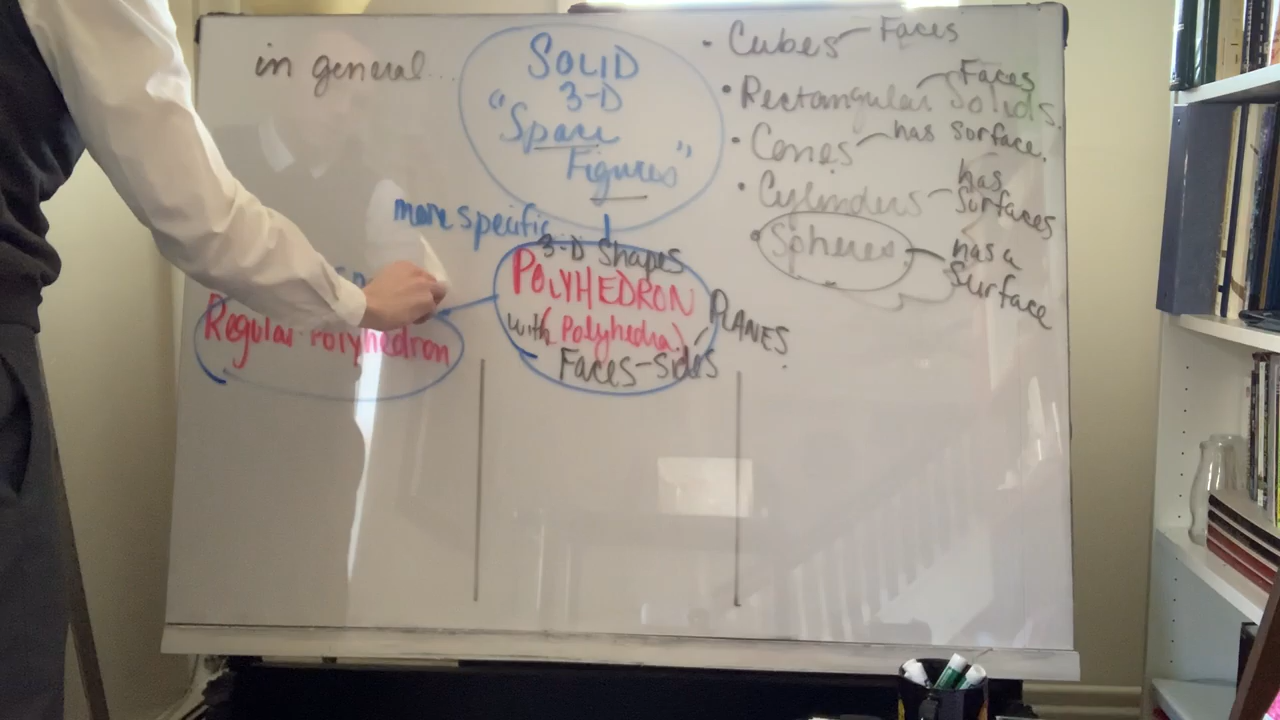 in general...
SOLID
3-D
"Space
Figures"
more specific
3-D Shapes
POLYHEDRON
with (Polyhedra)
Faces-sides
PLANES
Regular Polyhedron
• Cubes - Faces
• Rectangular Solids. Faces
• Cones has surface.
• Cylinders - has Surfaces
• Spheres - has a Surface